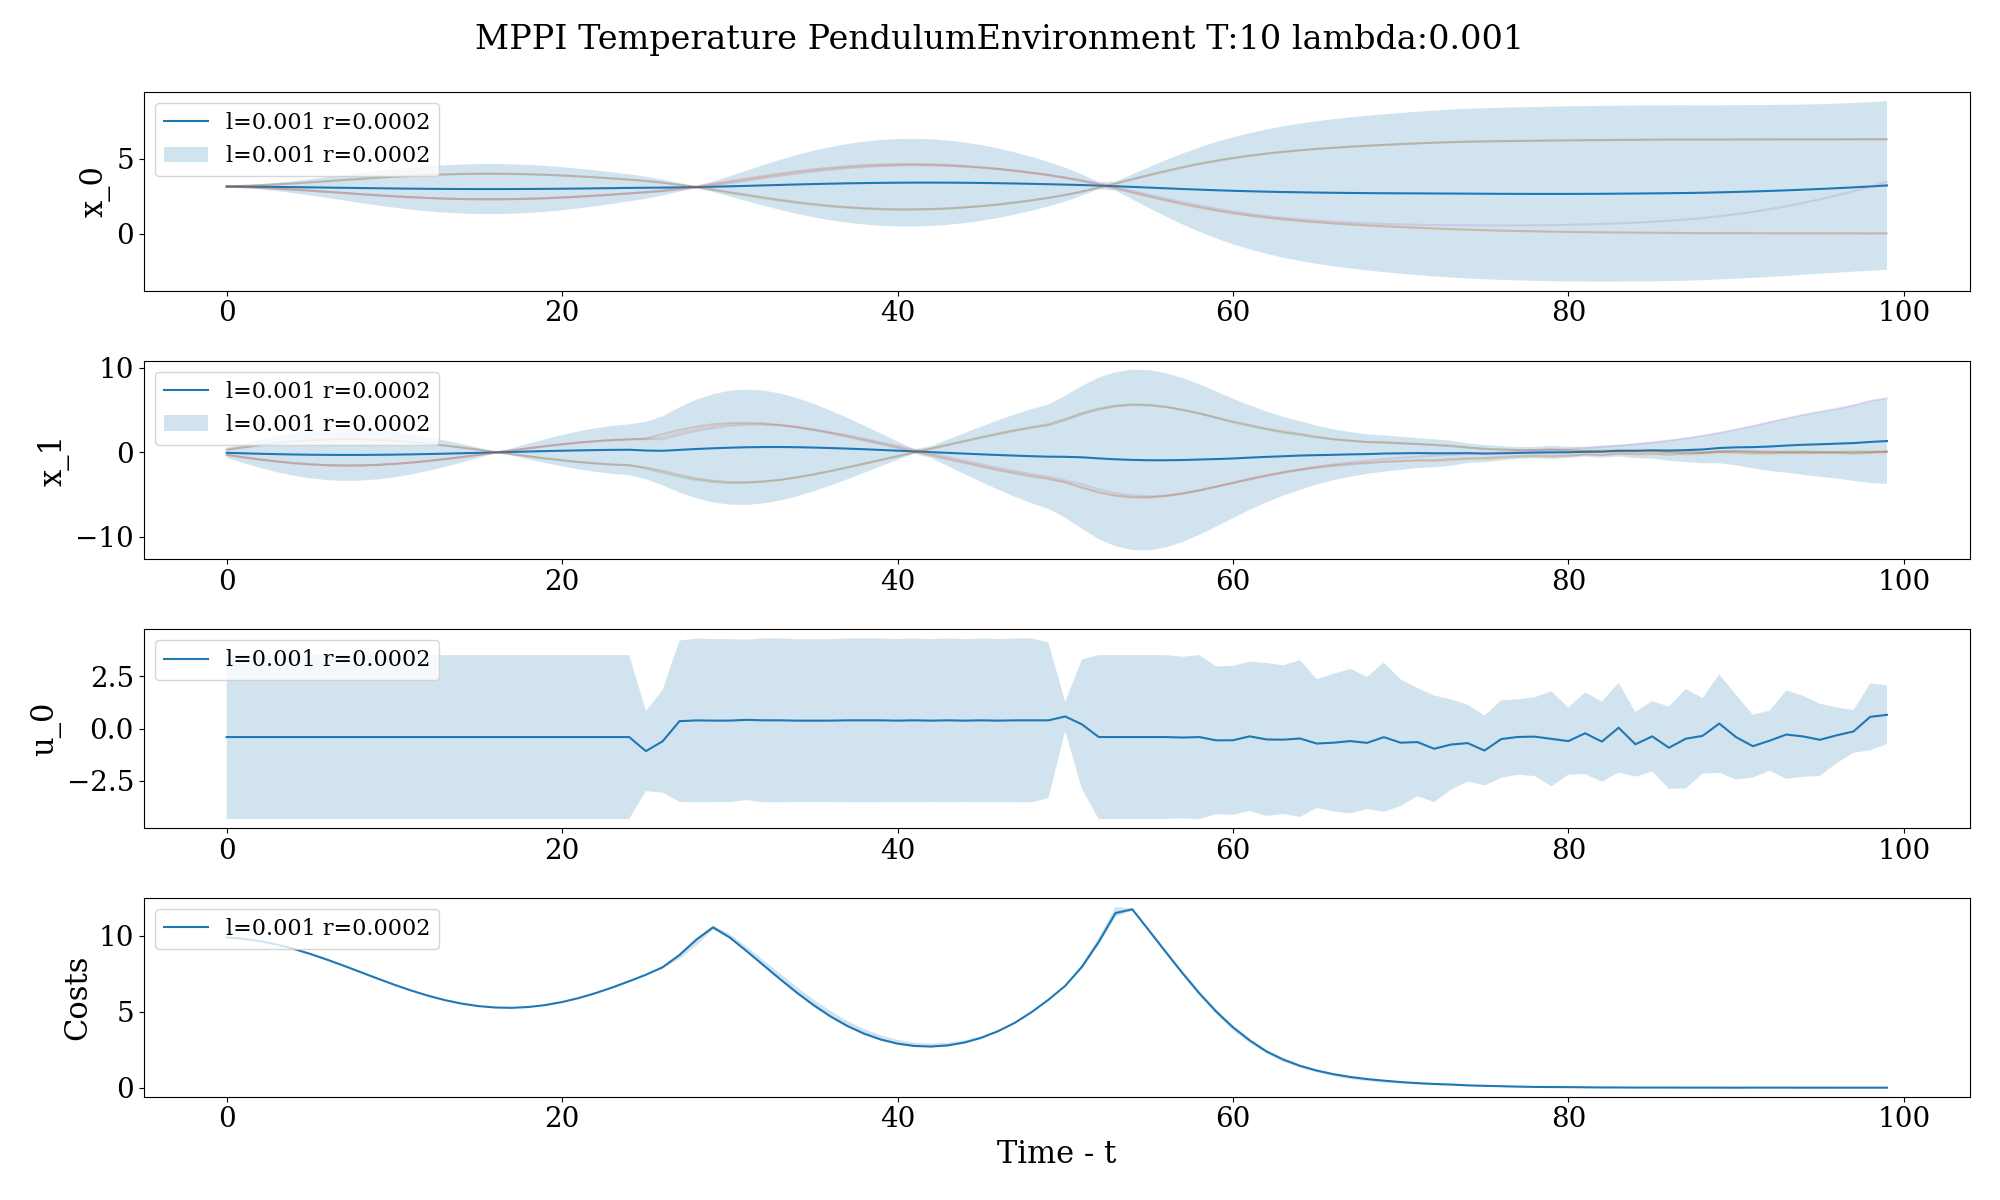 MPPI Temperature PendulumEnvironment T:10 lambda:0.001
l=0.001 r=0.0002
l=0.001 r=0.0002
x_0
5
0
0 20 40 60 80 100
l=0.001 r=0.0002
l=0.001 r=0.0002
x_1
10
0
−10
0 20 40 60 80 100
l=0.001 r=0.0002
u_0
2.5
0.0
−2.5
0 20 40 60 80 100
l=0.001 r=0.0002
Costs
10
5
0
0 20 40 60 80 100
Time - t